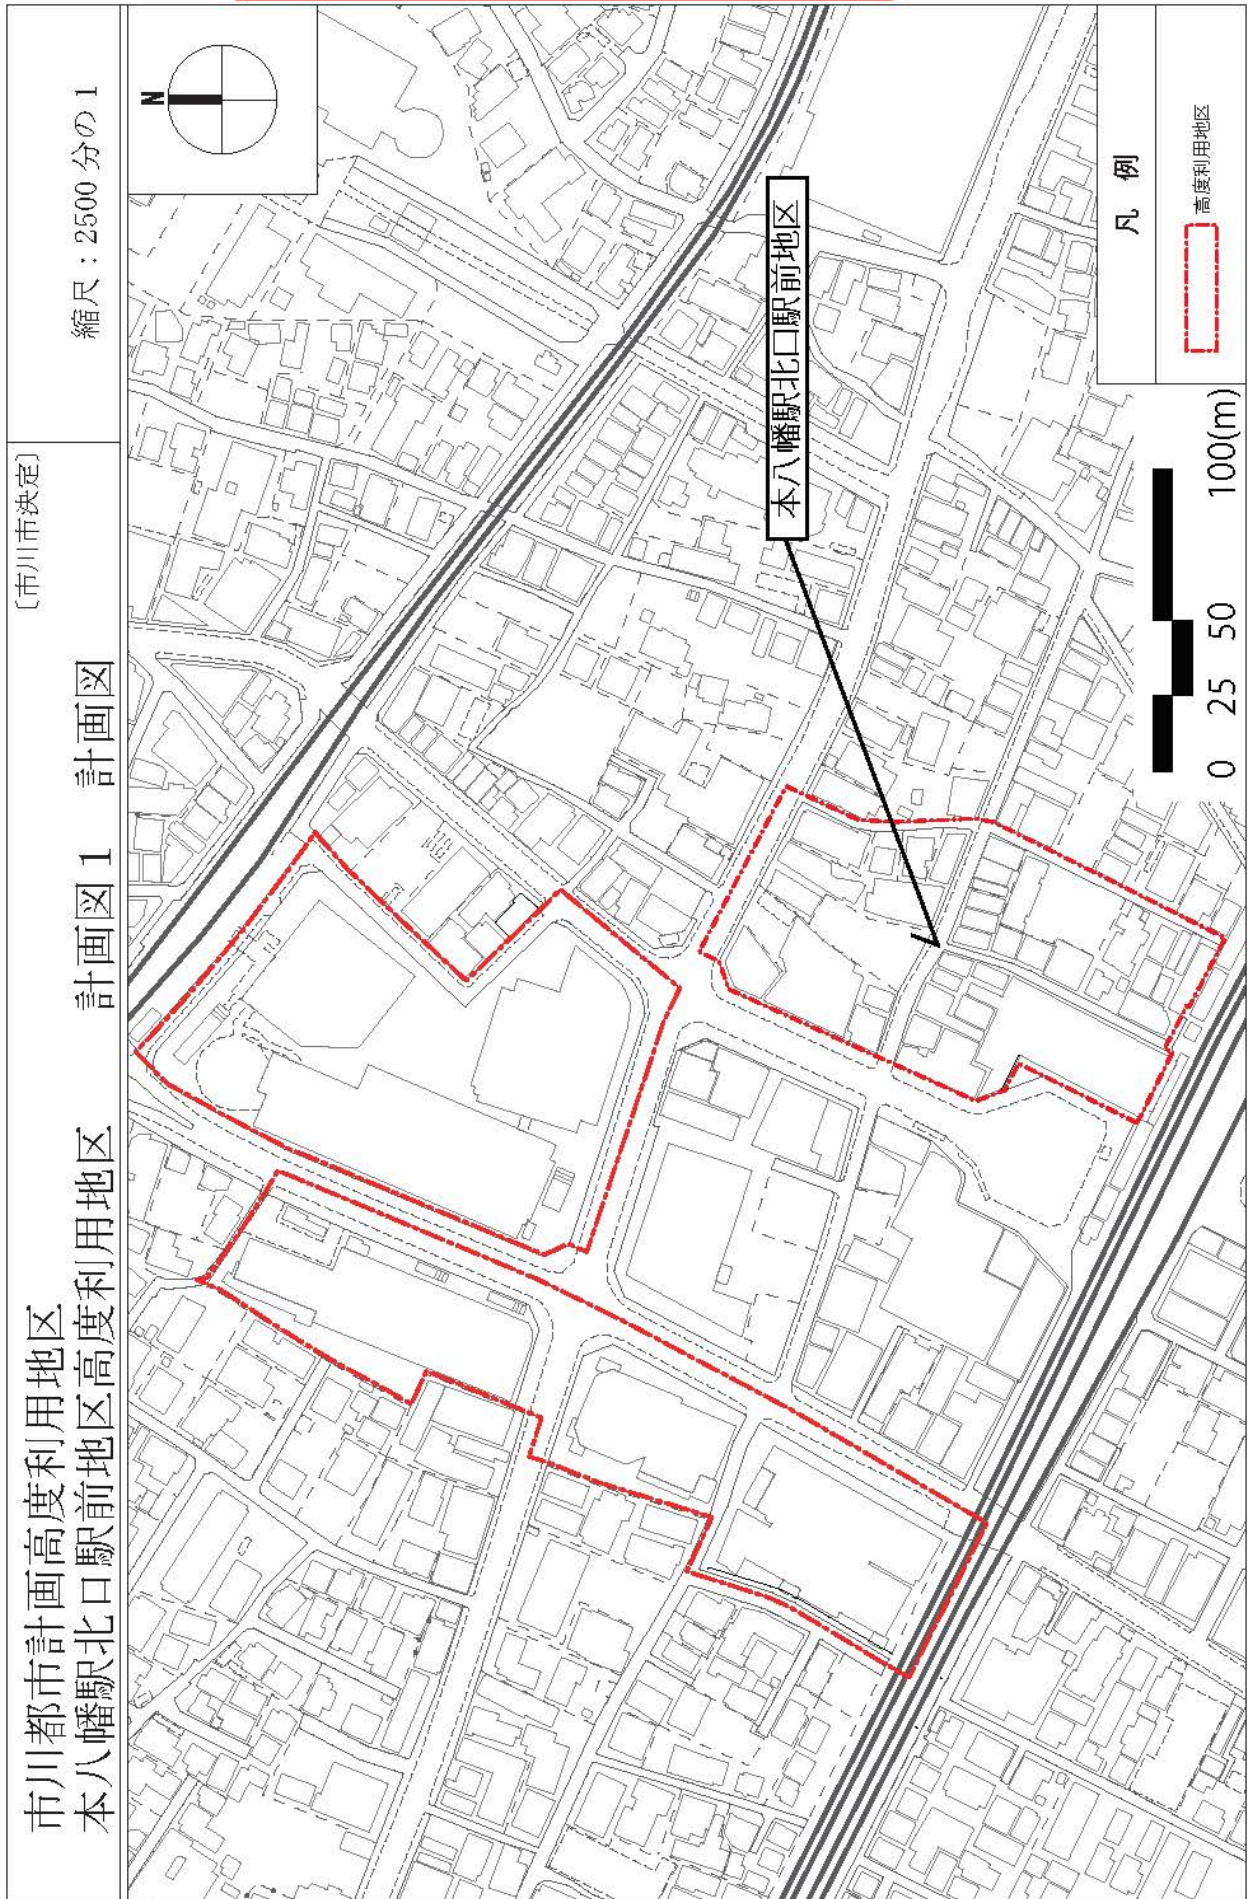 市川都市計画高度利用地区
〔市川市決定〕
本八幡駅北口駅前地区高度利用地区
計画図1 計画図
縮尺：2500分の1
N
本八幡駅北口駅前地区
凡 例
高度利用地区
0 25 50 100(m)